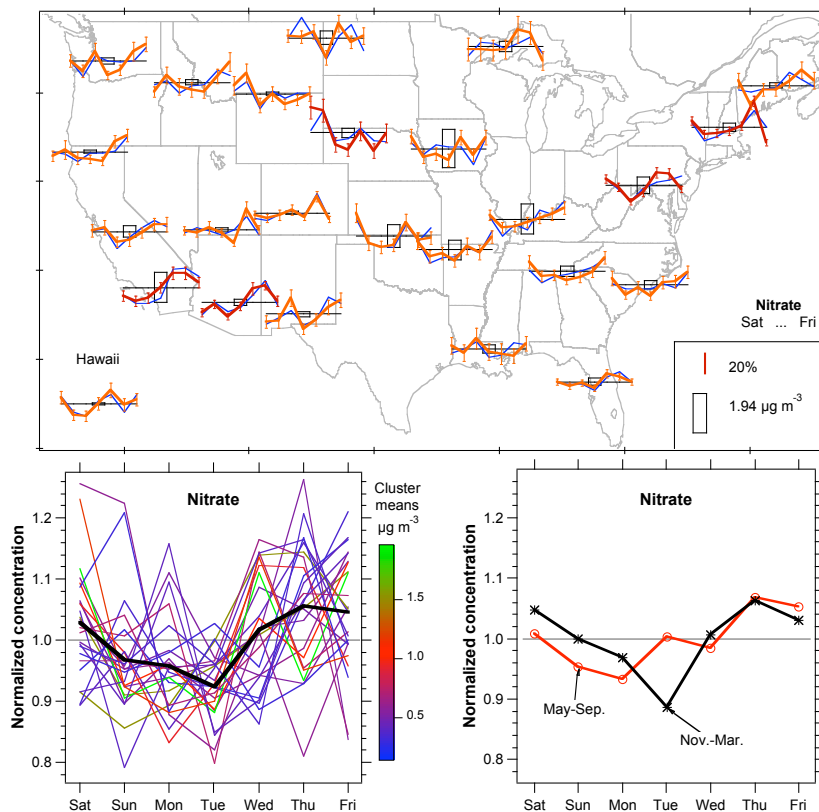 Nitrate
Sat ... Fri
Hawaii
20%
1.94 µg m⁻³
Nitrate
Normalized concentration
1.2
1.1
1.0
0.9
0.8
Sat Sun Mon Tue Wed Thu Fri
Cluster
means
µg m⁻³
1.5
1.0
0.5
Nitrate
Normalized concentration
1.2
1.1
1.0
0.9
0.8
May-Sep.
Nov.-Mar.
Sat Sun Mon Tue Wed Thu Fri